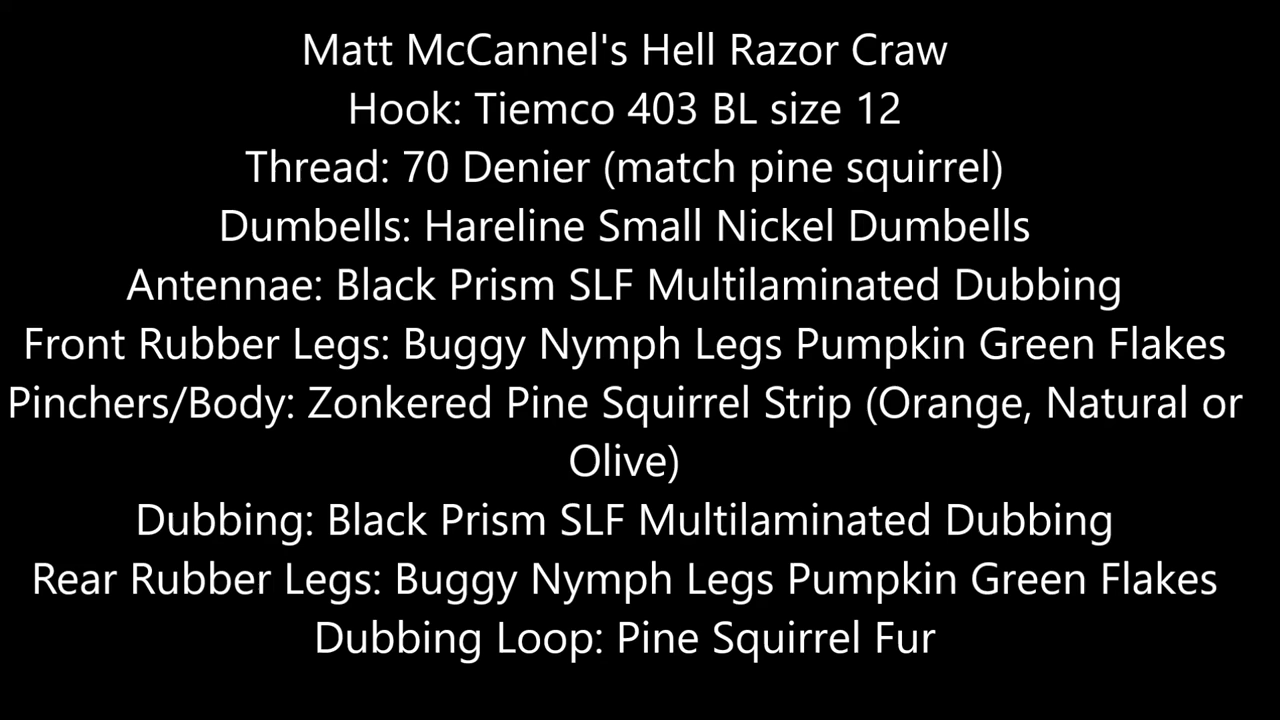 Matt McCannel's Hell Razor Craw
Hook: Tiemco 403 BL size 12
Thread: 70 Denier (match pine squirrel)
Dumbells: Hareline Small Nickel Dumbells
Antennae: Black Prism SLF Multilaminated Dubbing
Front Rubber Legs: Buggy Nymph Legs Pumpkin Green Flakes
Pinchers/Body: Zonkered Pine Squirrel Strip (Orange, Natural or
Olive)
Dubbing: Black Prism SLF Multilaminated Dubbing
Rear Rubber Legs: Buggy Nymph Legs Pumpkin Green Flakes
Dubbing Loop: Pine Squirrel Fur